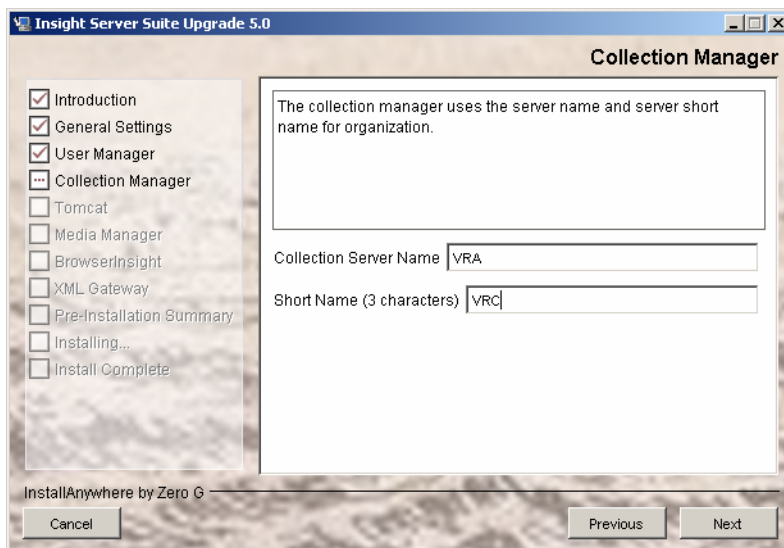 Insight Server Suite Upgrade 5.0
Collection Manager
Introduction
General Settings
User Manager
Collection Manager
Tomcat
Media Manager
BrowserInsight
XML Gateway
Pre-Installation Summary
Installing...
Install Complete
The collection manager uses the server name and server short
name for organization.
Collection Server Name VRA
Short Name (3 characters) VRC
InstallAnywhere by Zero G
Cancel Previous Next